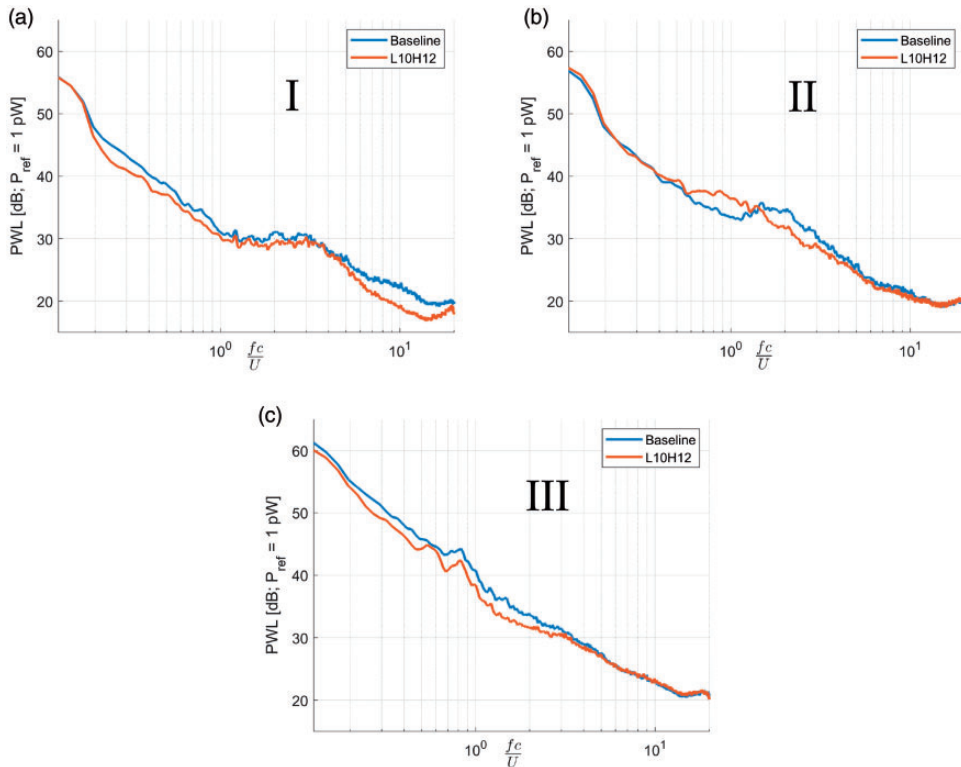 (a)
PWL [dB; P_ref = 1 pW]
60
50
40
30
20
Baseline
L10H12
I
10^0
fc
U
10^1
(b)
PWL [dB; P_ref = 1 pW]
60
50
40
30
20
Baseline
L10H12
II
10^0
fc
U
10^1
(c)
PWL [dB; P_ref = 1 pW]
60
50
40
30
20
Baseline
L10H12
III
10^0
fc
U
10^1